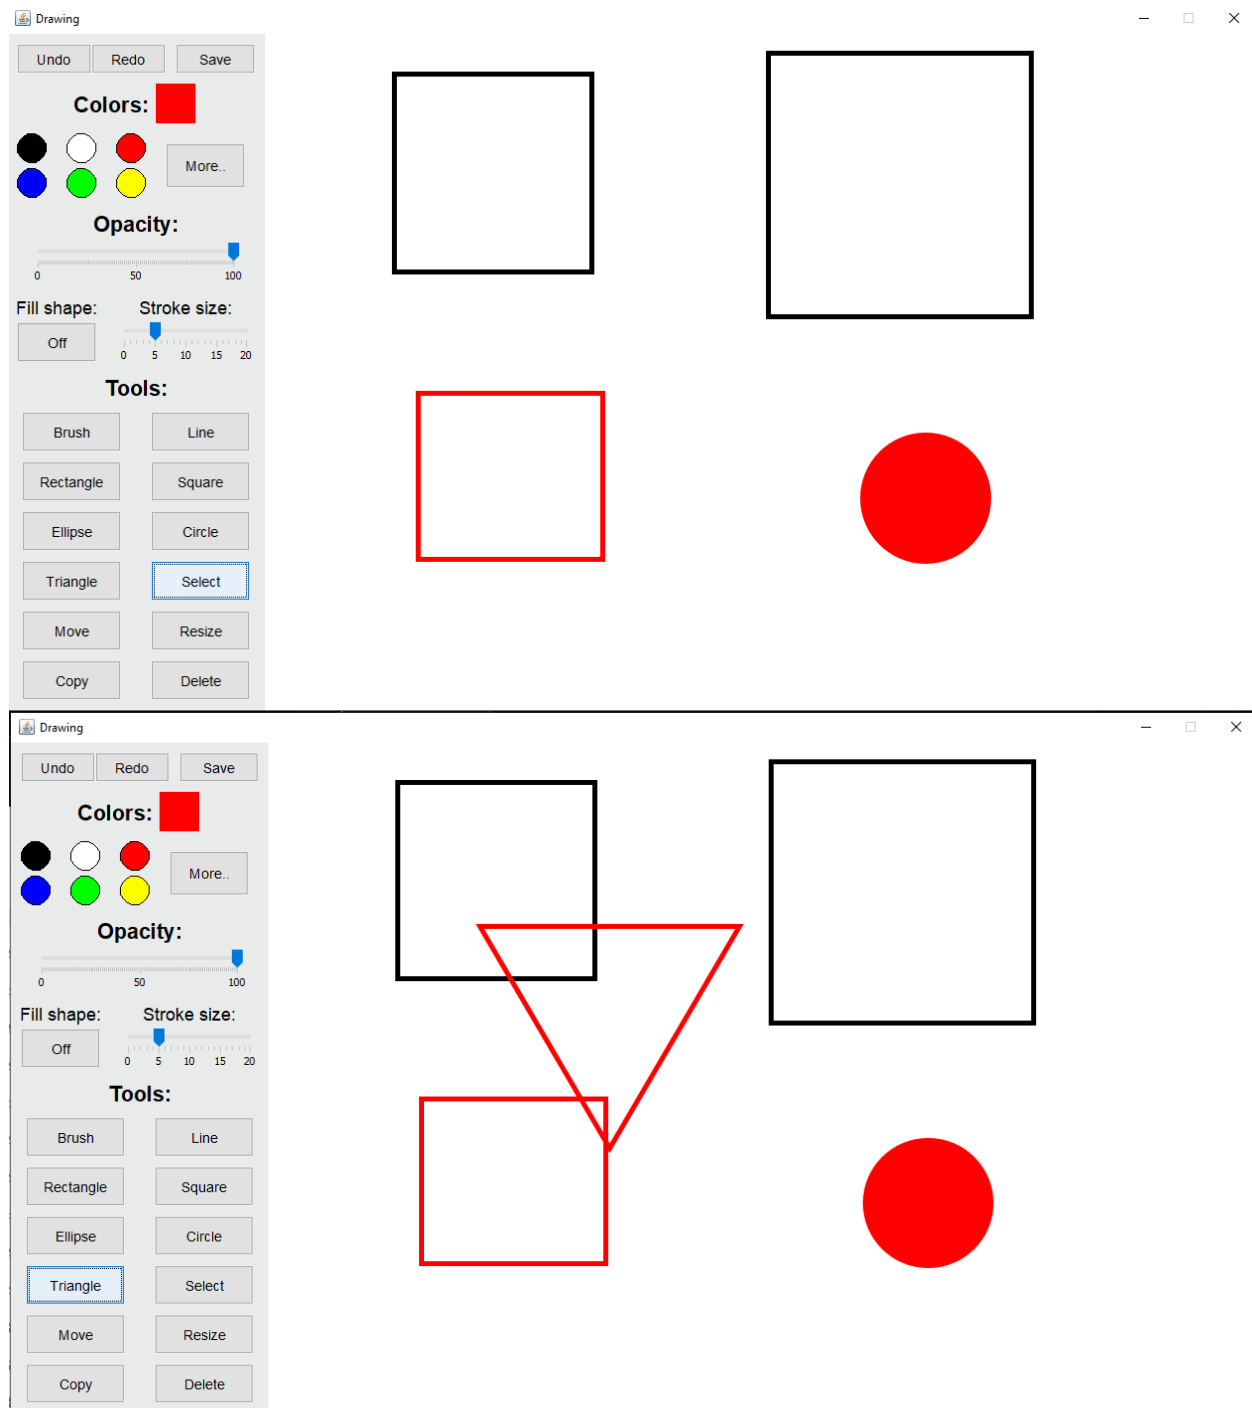 Drawing
Undo Redo Save
Colors:
More..
Opacity:
0 50 100
Fill shape: Stroke size:
Off
0 5 10 15 20
Tools:
Brush Line
Rectangle Square
Ellipse Circle
Triangle Select
Move Resize
Copy Delete
Drawing
Undo Redo Save
Colors:
More..
Opacity:
0 50 100
Fill shape: Stroke size:
Off
0 5 10 15 20
Tools:
Brush Line
Rectangle Square
Ellipse Circle
Triangle Select
Move Resize
Copy Delete